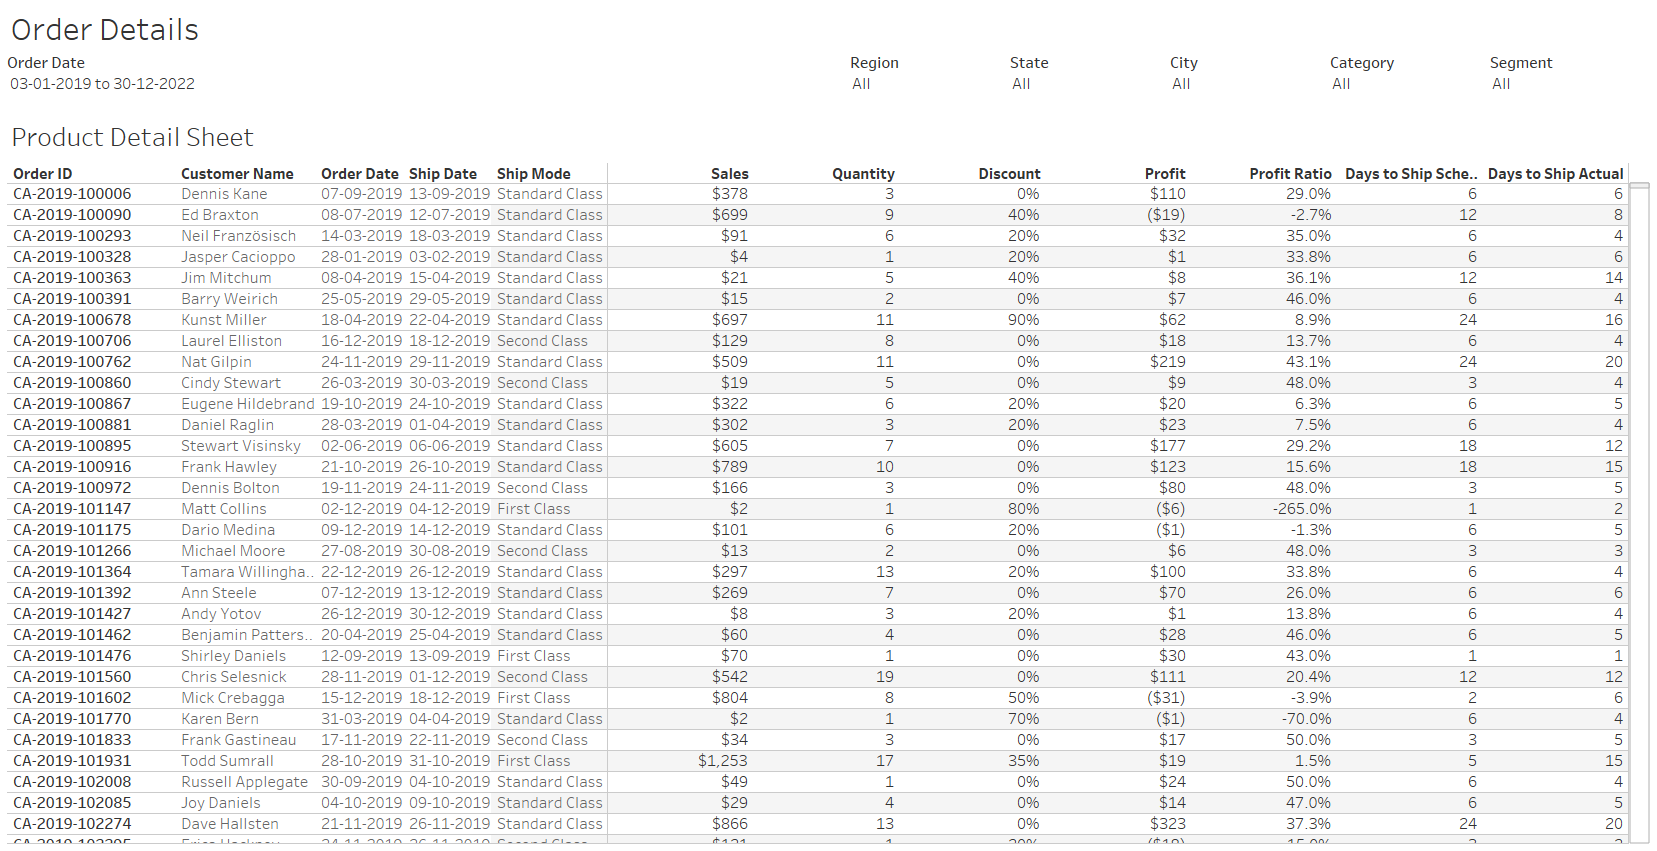 Order Details
Order Date Region State City Category Segment
03-01-2019 to 30-12-2022 All All All All All
Product Detail Sheet
Order ID Customer Name Order Date Ship Date Ship Mode Sales Quantity Discount Profit Profit Ratio Days to Ship Sche.. Days to Ship Actual
CA-2019-100006 Dennis Kane 07-09-2019 13-09-2019 Standard Class $378 3 0% $110 29.0% 6 6
CA-2019-100090 Ed Braxton 08-07-2019 12-07-2019 Standard Class $699 9 40% ($19) -2.7% 12 8
CA-2019-100293 Neil Französisch 14-03-2019 18-03-2019 Standard Class $91 6 20% $32 35.0% 6 4
CA-2019-100328 Jasper Cacioppo 28-01-2019 03-02-2019 Standard Class $4 1 20% $1 33.8% 6 6
CA-2019-100363 Jim Mitchum 08-04-2019 15-04-2019 Standard Class $21 5 40% $8 36.1% 12 14
CA-2019-100391 Barry Weirich 25-05-2019 29-05-2019 Standard Class $15 2 0% $7 46.0% 6 4
CA-2019-100678 Kunst Miller 18-04-2019 22-04-2019 Standard Class $697 11 90% $62 8.9% 24 16
CA-2019-100706 Laurel Elliston 16-12-2019 18-12-2019 Second Class $129 8 0% $18 13.7% 6 4
CA-2019-100762 Nat Gilpin 24-11-2019 29-11-2019 Standard Class $509 11 0% $219 43.1% 24 20
CA-2019-100860 Cindy Stewart 26-03-2019 30-03-2019 Second Class $19 5 0% $9 48.0% 3 4
CA-2019-100867 Eugene Hildebrand 19-10-2019 24-10-2019 Standard Class $322 6 20% $20 6.3% 6 5
CA-2019-100881 Daniel Raglin 28-03-2019 01-04-2019 Standard Class $302 3 20% $23 7.5% 6 4
CA-2019-100895 Stewart Visinsky 02-06-2019 06-06-2019 Standard Class $605 7 0% $177 29.2% 18 12
CA-2019-100916 Frank Hawley 21-10-2019 26-10-2019 Standard Class $789 10 0% $123 15.6% 18 15
CA-2019-100972 Dennis Bolton 19-11-2019 24-11-2019 Second Class $166 3 0% $80 48.0% 3 5
CA-2019-101147 Matt Collins 02-12-2019 04-12-2019 First Class $2 1 80% ($6) -265.0% 1 2
CA-2019-101175 Dario Medina 09-12-2019 14-12-2019 Standard Class $101 6 20% ($1) -1.3% 6 5
CA-2019-101266 Michael Moore 27-08-2019 30-08-2019 Second Class $13 2 0% $6 48.0% 3 3
CA-2019-101364 Tamara Willingha.. 22-12-2019 26-12-2019 Standard Class $297 13 20% $100 33.8% 6 4
CA-2019-101392 Ann Steele 07-12-2019 13-12-2019 Standard Class $269 7 0% $70 26.0% 6 6
CA-2019-101427 Andy Yotov 26-12-2019 30-12-2019 Standard Class $8 3 20% $1 13.8% 6 4
CA-2019-101462 Benjamin Patters.. 20-04-2019 25-04-2019 Standard Class $60 4 0% $28 46.0% 6 5
CA-2019-101476 Shirley Daniels 12-09-2019 13-09-2019 First Class $70 1 0% $30 43.0% 1 1
CA-2019-101560 Chris Selesnick 28-11-2019 01-12-2019 Second Class $542 19 0% $111 20.4% 12 12
CA-2019-101602 Mick Crebagga 15-12-2019 18-12-2019 First Class $804 8 50% ($31) -3.9% 2 6
CA-2019-101770 Karen Bern 31-03-2019 04-04-2019 Standard Class $2 1 70% ($1) -70.0% 6 4
CA-2019-101833 Frank Gastineau 17-11-2019 22-11-2019 Second Class $34 3 0% $17 50.0% 3 5
CA-2019-101931 Todd Sumrall 28-10-2019 31-10-2019 First Class $1,253 17 35% $19 1.5% 5 15
CA-2019-102008 Russell Applegate 30-09-2019 04-10-2019 Standard Class $49 1 0% $24 50.0% 6 4
CA-2019-102085 Joy Daniels 04-10-2019 09-10-2019 Standard Class $29 4 0% $14 47.0% 6 5
CA-2019-102274 Dave Hallsten 21-11-2019 26-11-2019 Standard Class $866 13 0% $323 37.3% 24 20